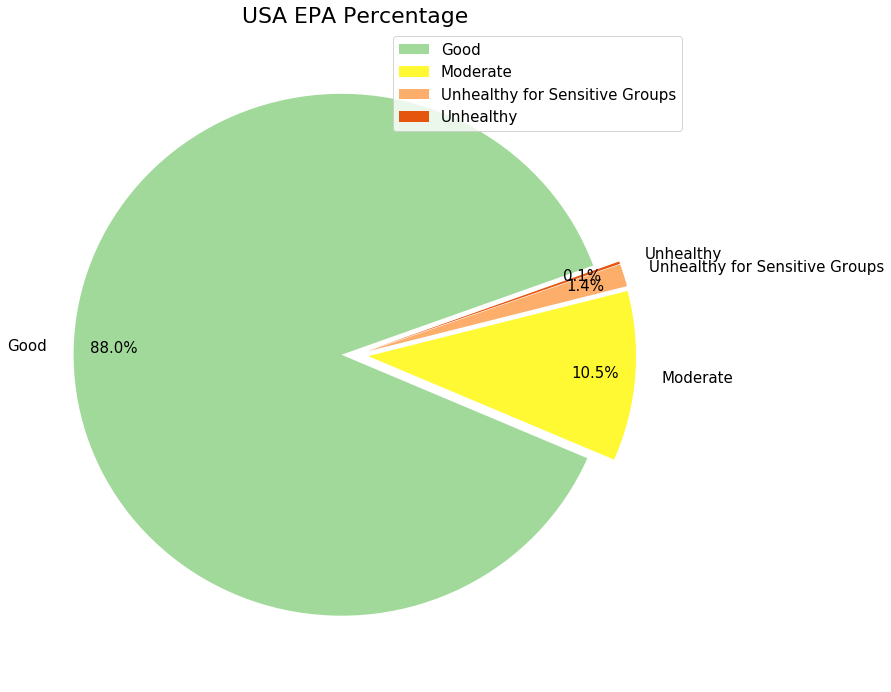 USA EPA Percentage
Good
Moderate
Unhealthy for Sensitive Groups
Unhealthy
Unhealthy
Unhealthy for Sensitive Groups
0.1%
1.4%
Good
88.0%
10.5%
Moderate